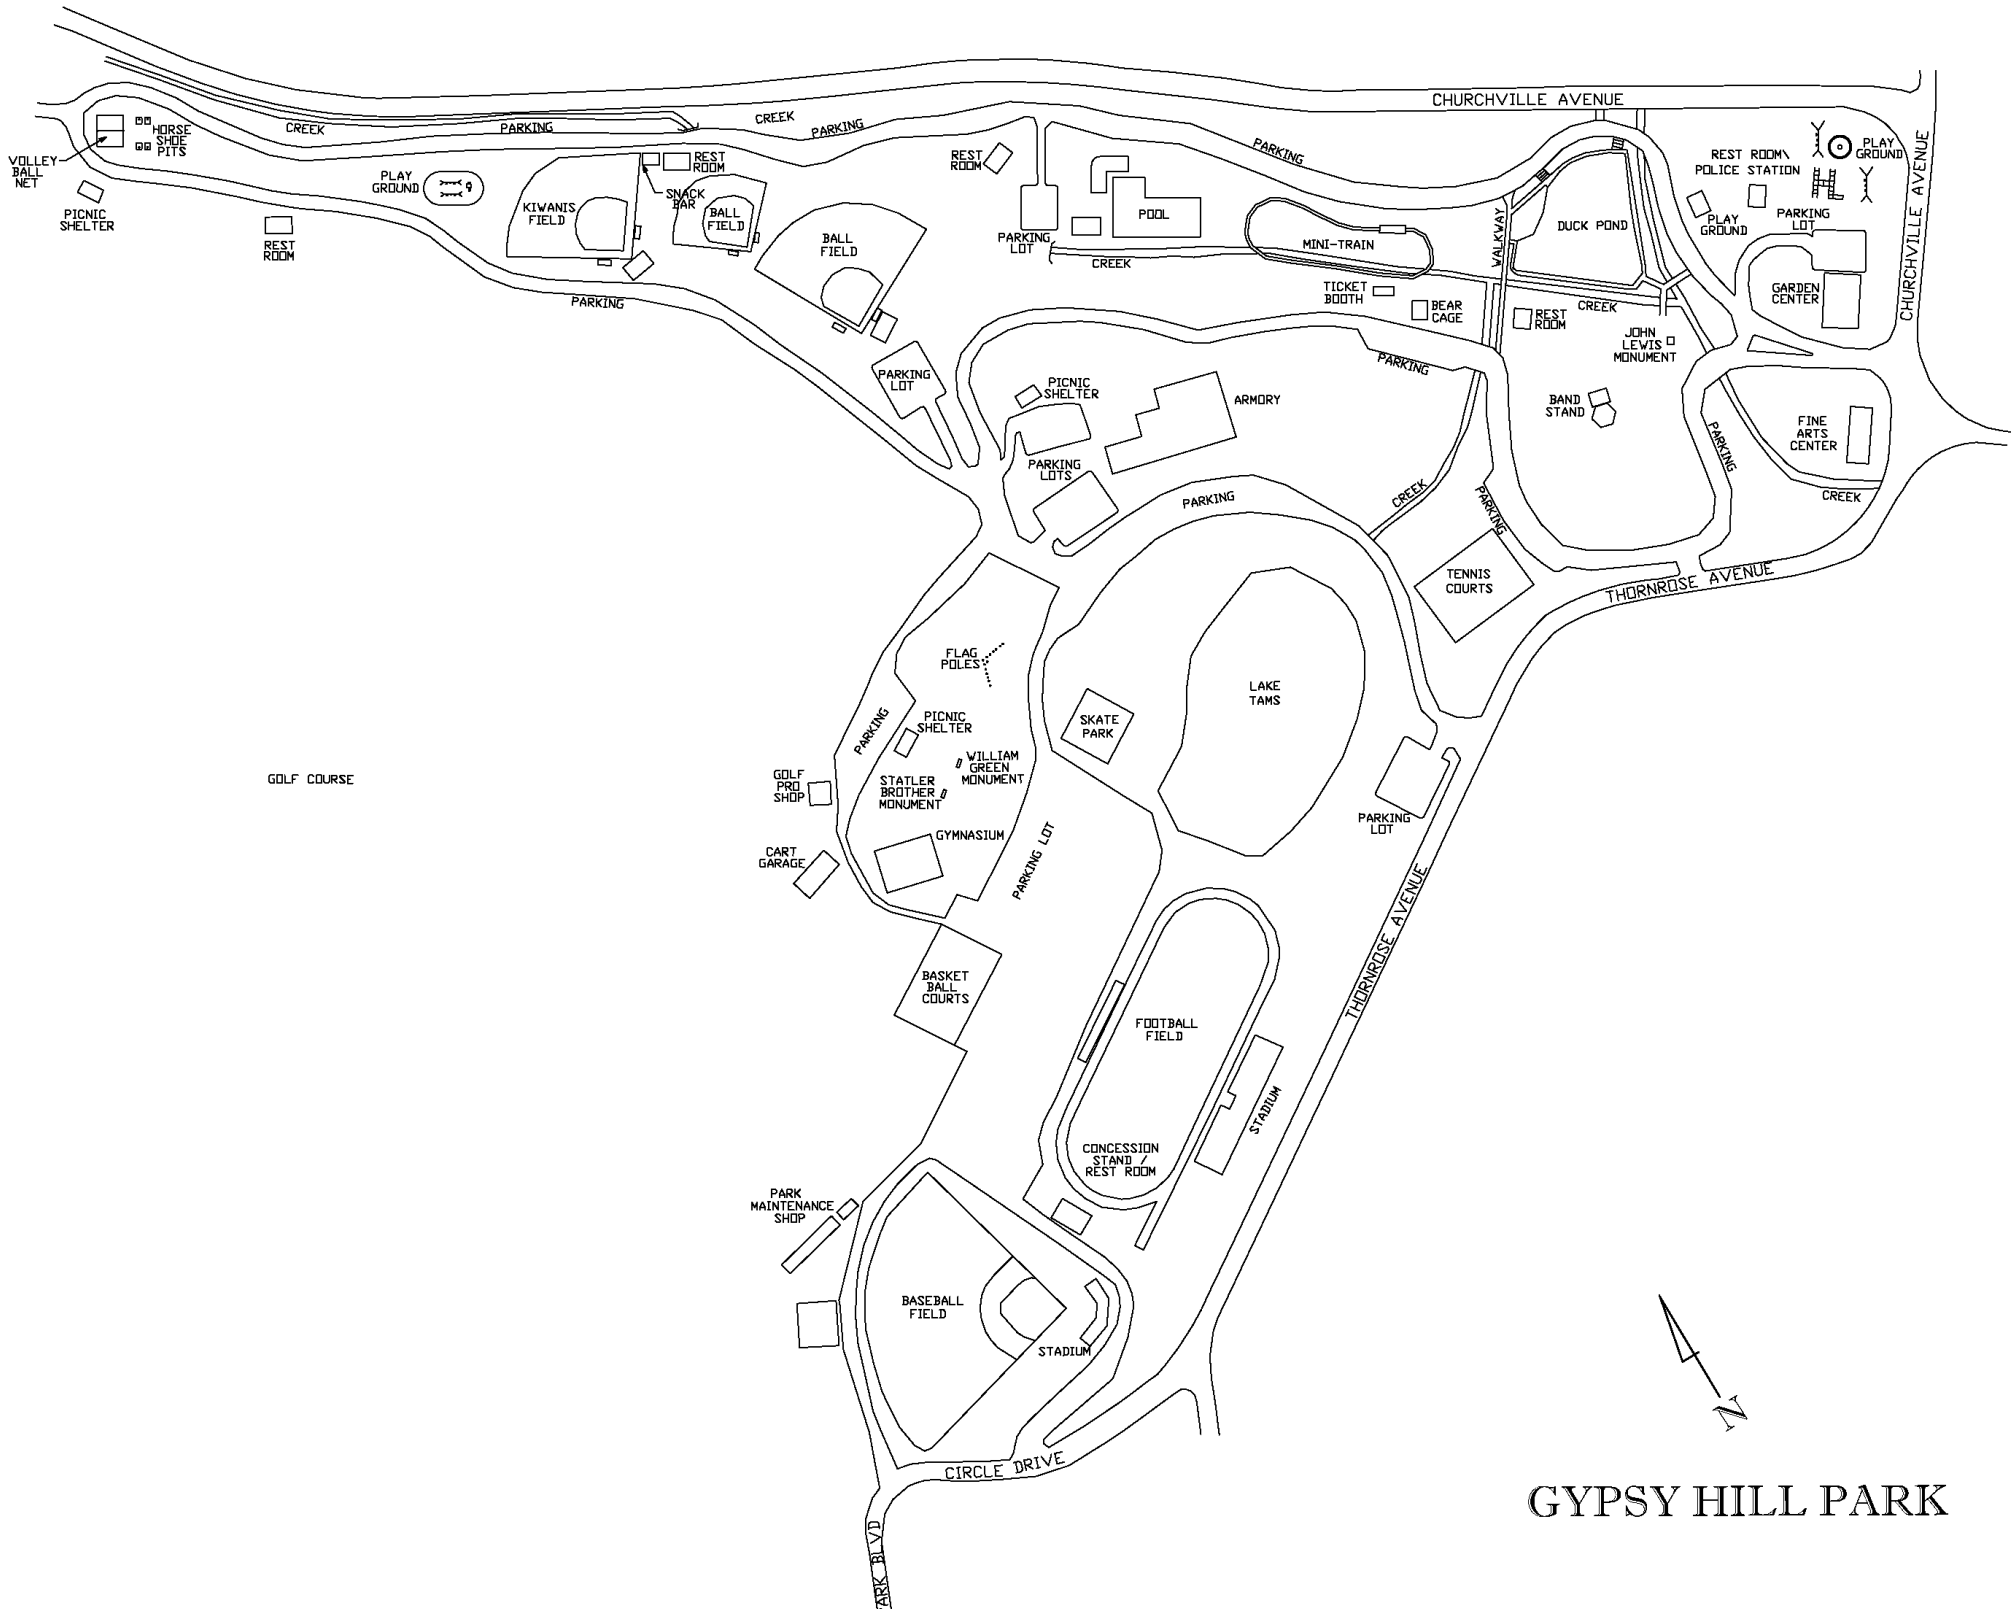 CHURCHVILLE AVENUE
CREEK
PARKING
CREEK
PARKING
PARKING
HORSE
SHOE
PITS
VOLLEY
BALL
NET
PICNIC
SHELTER
REST
ROOM
PLAY
GROUND
KIWANIS
FIELD
REST
ROOM
SNACK
BAR
BALL
FIELD
BALL
FIELD
PARKING
REST
ROOM
PARKING
LOT
POOL
CREEK
MINI-TRAIN
WALKWAY
DUCK POND
REST ROOM\
POLICE STATION
PLAY
GROUND
PLAY
GROUND
PARKING
LOT
GARDEN
CENTER
CHURCHVILLE AVENUE
CHURCHVILLE AVENUE
TICKET
BOOTH
BEAR
CAGE
REST
ROOM
CREEK
JOHN
LEWIS
MONUMENT
PARKING
LOT
PICNIC
SHELTER
ARMORY
PARKING
BAND
STAND
PARKING
FINE
ARTS
CENTER
CREEK
PARKING
LOTS
PARKING
CREEK
PARKING
TENNIS
COURTS
THORNROSE AVENUE
FLAG
POLES
LAKE
TAMS
PICNIC
SHELTER
PARKING
SKATE
PARK
WILLIAM
GREEN
MONUMENT
STATLER
BROTHER
MONUMENT
GOLF COURSE
GOLF
PRO
SHOP
GYMNASIUM
CART
GARAGE
PARKING LOT
PARKING
LOT
THORNROSE AVENUE
BASKET
BALL
COURTS
FOOTBALL
FIELD
STADIUM
CONCESSION
STAND /
REST ROOM
PARK
MAINTENANCE
SHOP
BASEBALL
FIELD
STADIUM
CIRCLE DRIVE
N
GYPSY HILL PARK
PARK BLVD